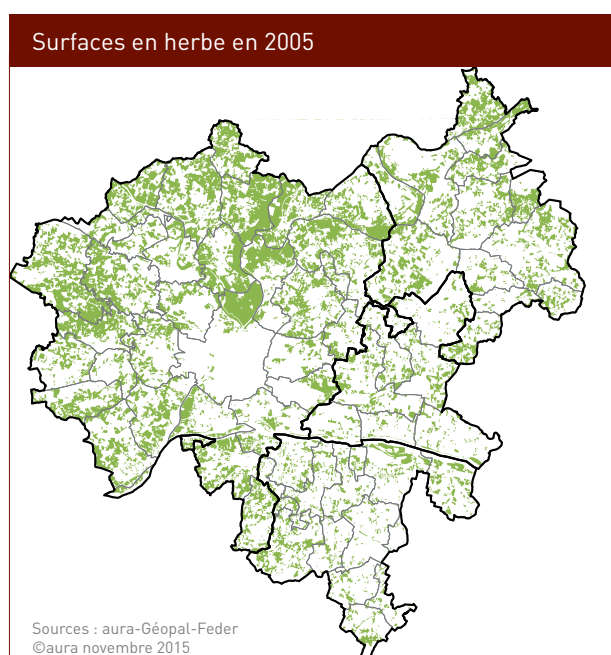 Surfaces en herbe en 2005
Sources : aura-Géopal-Feder
©aura novembre 2015